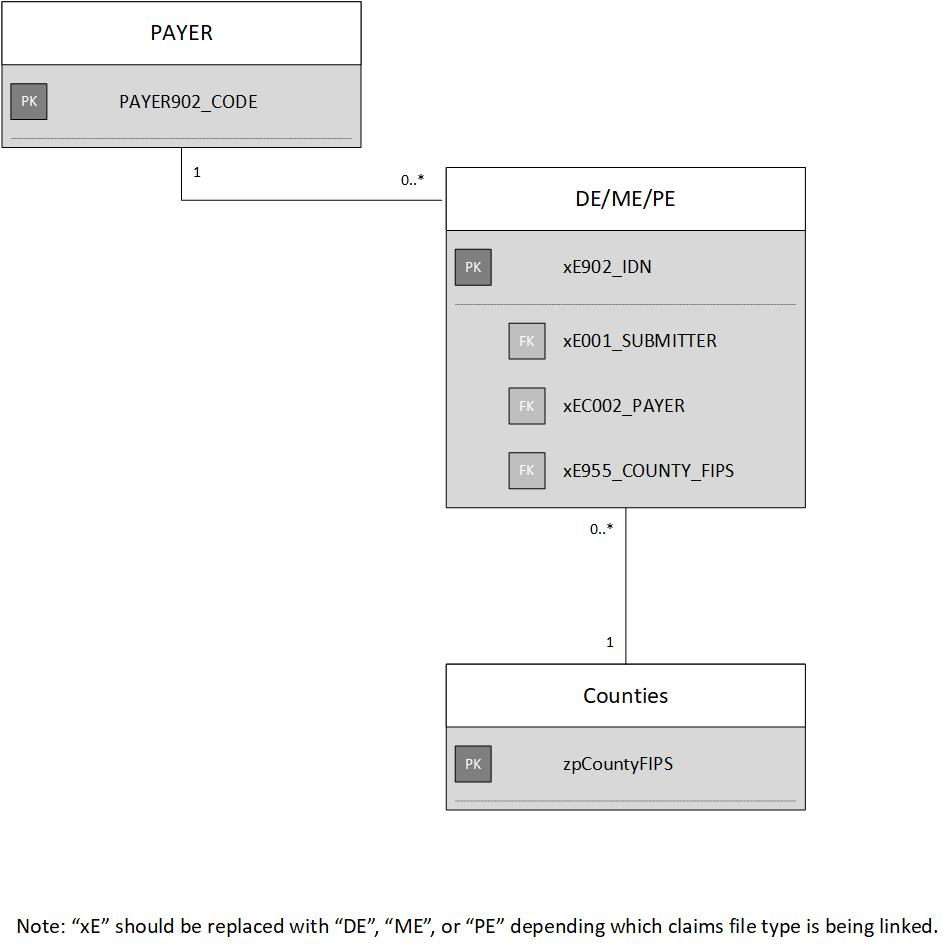 PAYER
PK PAYER902_CODE
1
0..*
DE/ME/PE
PK xE902_IDN
FK xE001_SUBMITTER
FK xEC002_PAYER
FK xE955_COUNTY_FIPS
0..*
1
Counties
PK zpCountyFIPS
Note: “xE” should be replaced with “DE”, “ME”, or “PE” depending which claims file type is being linked.